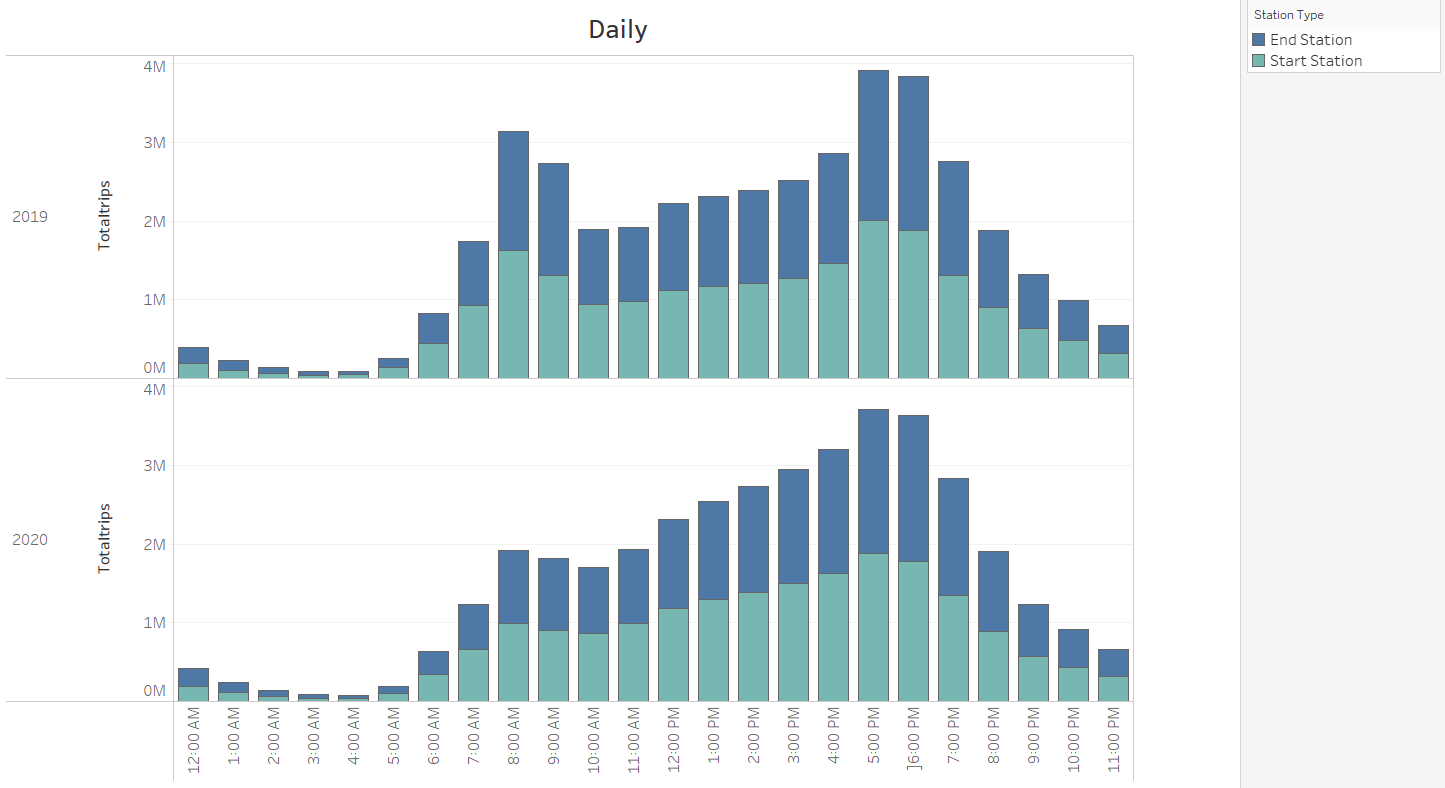 Daily
Station Type
End Station
Start Station
2019
Totaltrips
4M
3M
2M
1M
0M
2020
Totaltrips
4M
3M
2M
1M
0M
12:00 AM
1:00 AM
2:00 AM
3:00 AM
4:00 AM
5:00 AM
6:00 AM
7:00 AM
8:00 AM
9:00 AM
10:00 AM
11:00 AM
12:00 PM
1:00 PM
2:00 PM
3:00 PM
4:00 PM
5:00 PM
]6:00 PM
7:00 PM
8:00 PM
9:00 PM
10:00 PM
11:00 PM